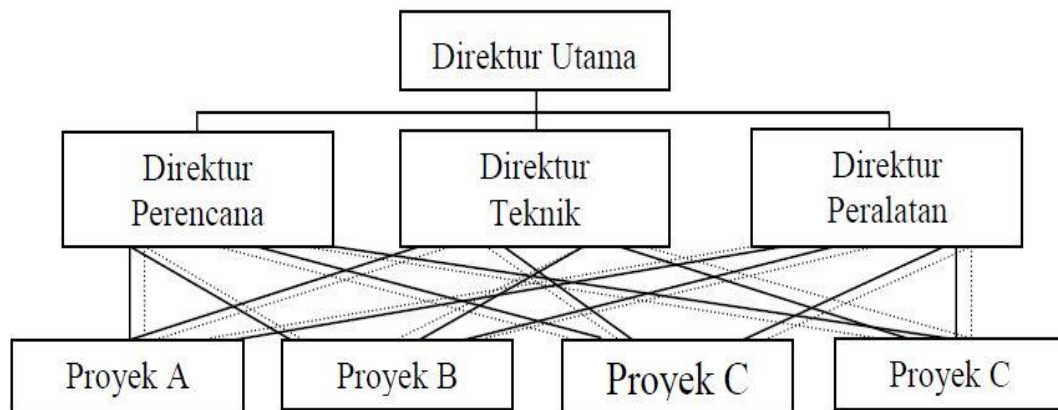 Direktur Utama
Direktur
Perencana
Direktur
Teknik
Direktur
Peralatan
Proyek A
Proyek B
Proyek C
Proyek C